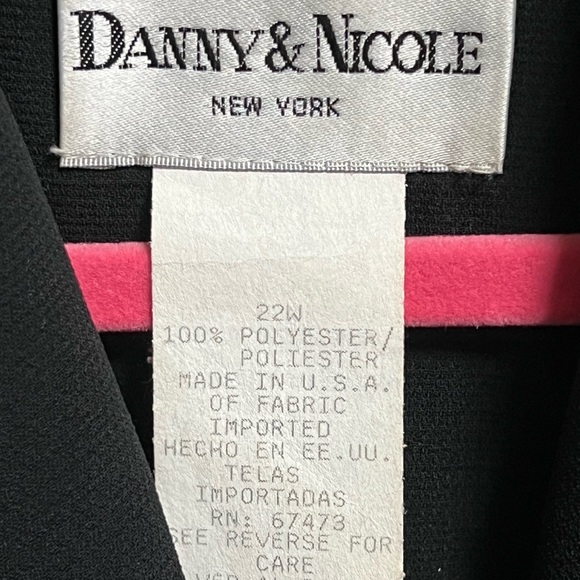 DANNY & NICOLE
NEW YORK
22W
100% POLYESTER/
POLIESTER
MADE IN U.S.A.
OF FABRIC
IMPORTED
HECHO EN EE.UU.
TELAS
IMPORTADAS
RN: 67473
SEE REVERSE FOR
CARE